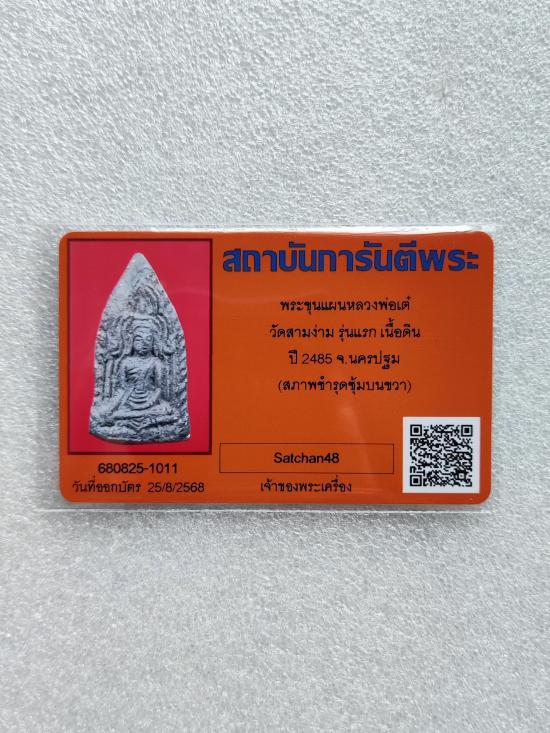 สถาบันการันตีพระ
พระขุนแผนหลวงพ่อเต๋
วัดสามง่าม รุ่นแรก เนื้อดิน
ปี 2485 จ.นครปฐม
(สภาพชำรุดซุ้มบนขวา)
Satchan48
เจ้าของพระเครื่อง
680825-1011
วันที่ออกบัตร 25/8/2568